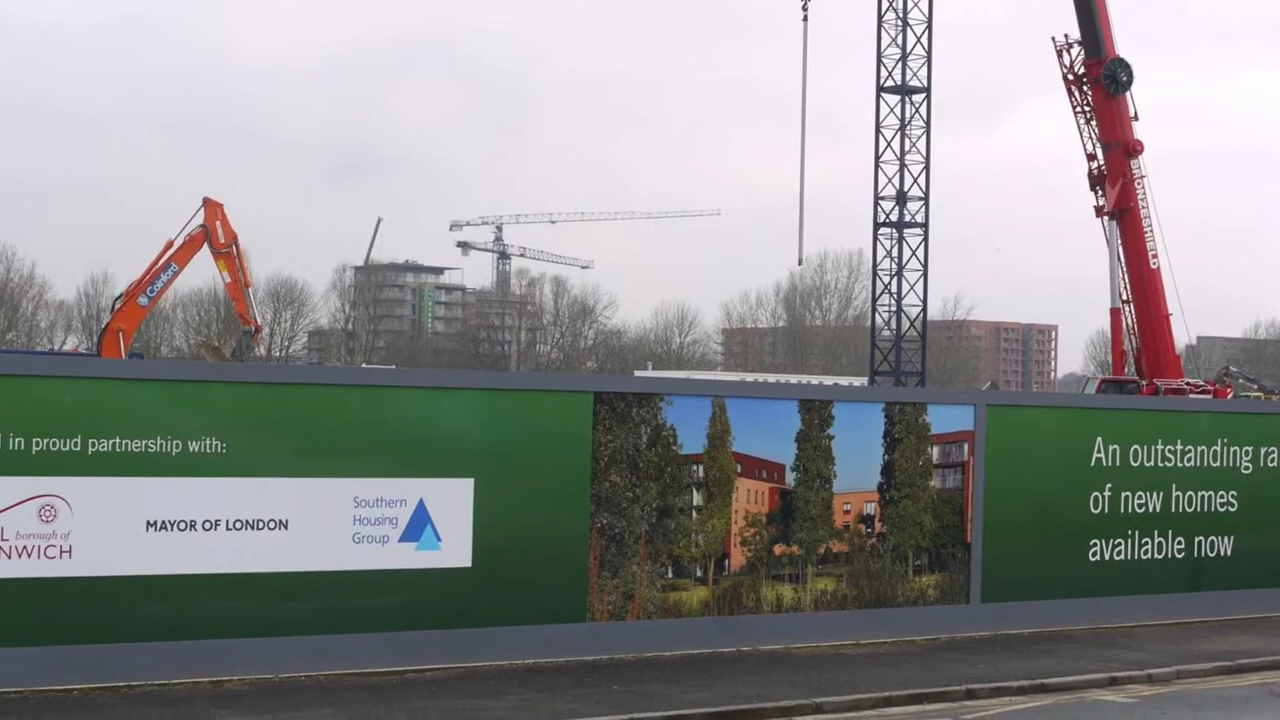 Coinford
BRONZESHIELD
in proud partnership with:
L borough of
NWICH
MAYOR OF LONDON
Southern
Housing
Group
An outstanding ra
of new homes
available now